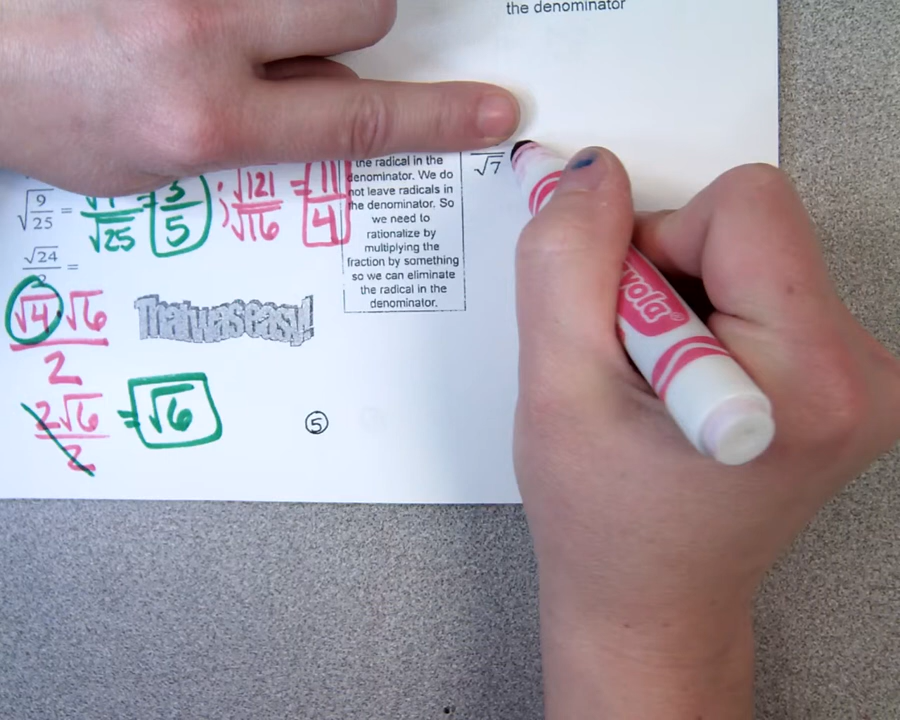 the denominator
√9/25 = √9/√25 = 3/5 ; √121/√16 = 11/4
√24/2 =
√4 · √6 / 2
2√6 / 2 = √6
That was easy!
5
the radical in the
denominator. We do
not leave radicals in
the denominator. So
we need to
rationalize by
multiplying the
fraction by something
so we can eliminate
the radical in the
denominator.
√7
yola®